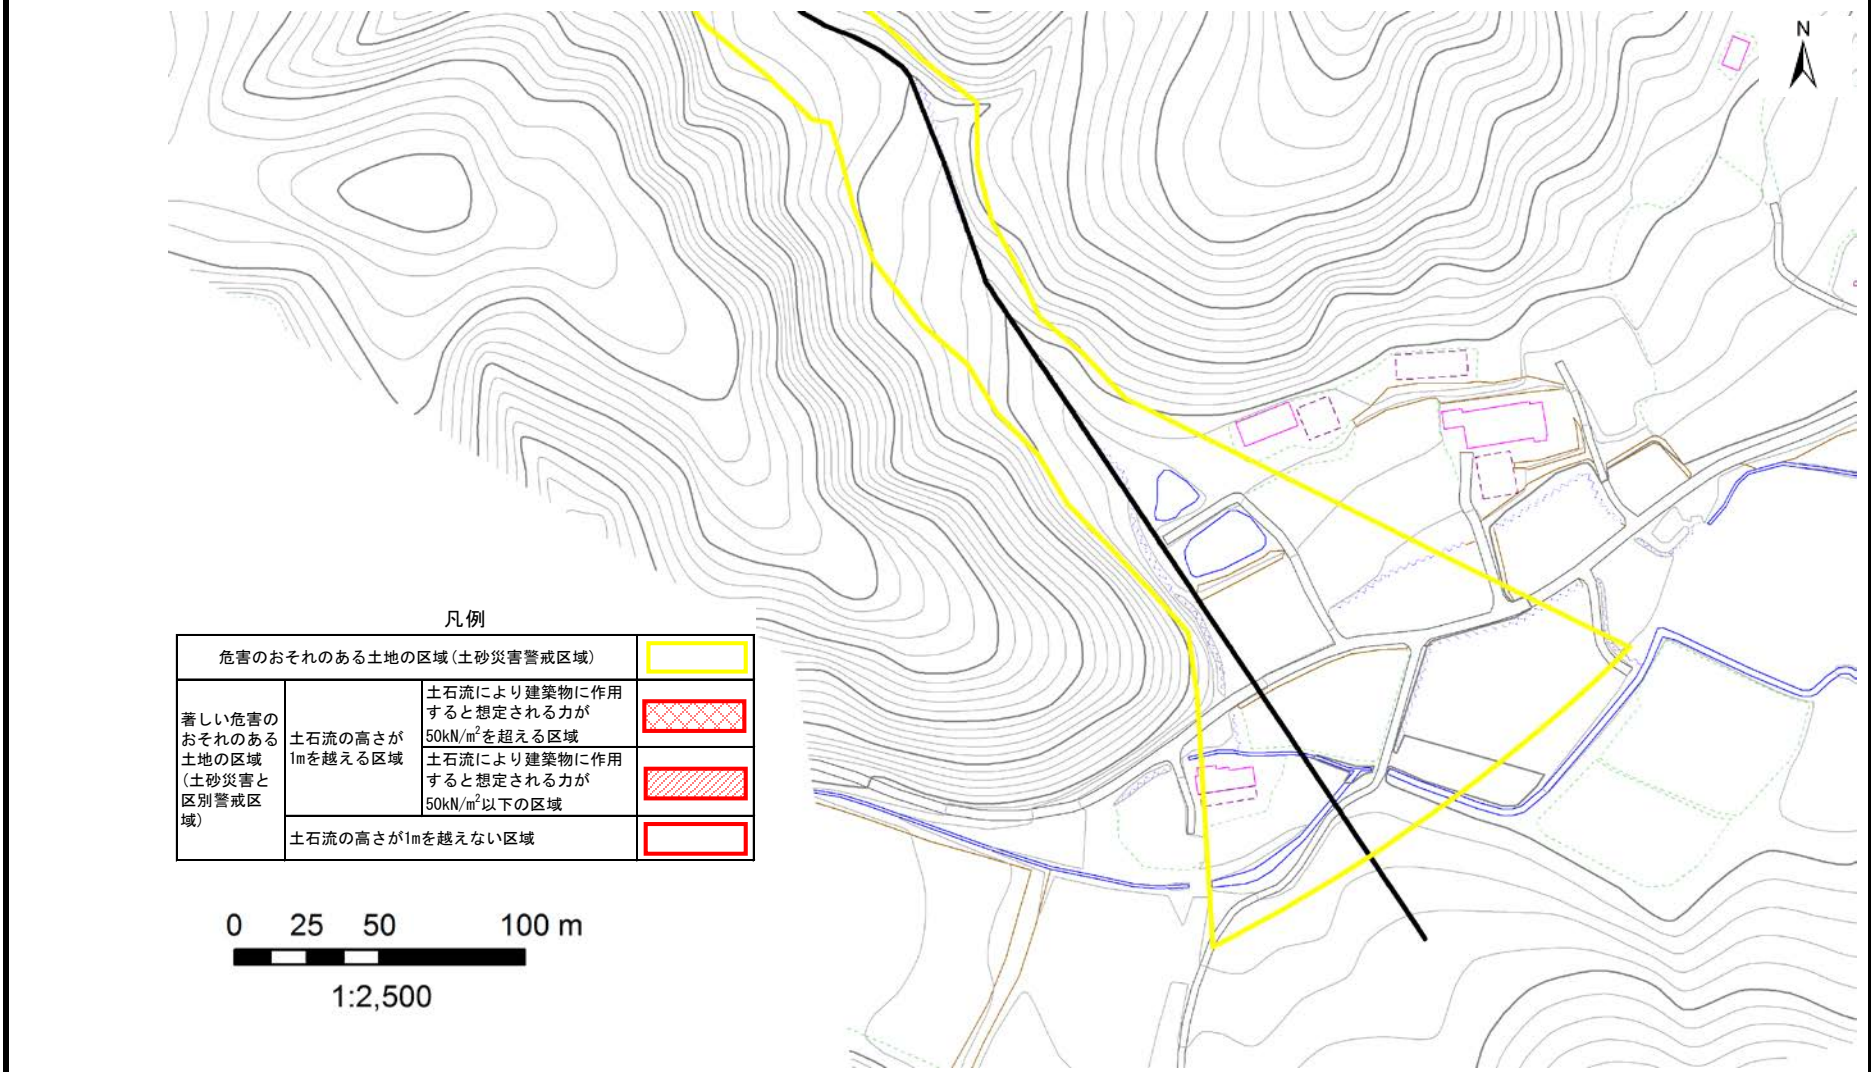 N
凡例
危害のおそれのある土地の区域(土砂災害警戒区域)
著しい危害の
おそれのある
土地の区域
(土砂災害と
区別警戒区
域)
土石流の高さが
1mを越える区域
土石流により建築物に作用
すると想定される力が
50kN/m²を超える区域
土石流により建築物に作用
すると想定される力が
50kN/m²以下の区域
土石流の高さが1mを越えない区域
0 25 50 100 m
1:2,500